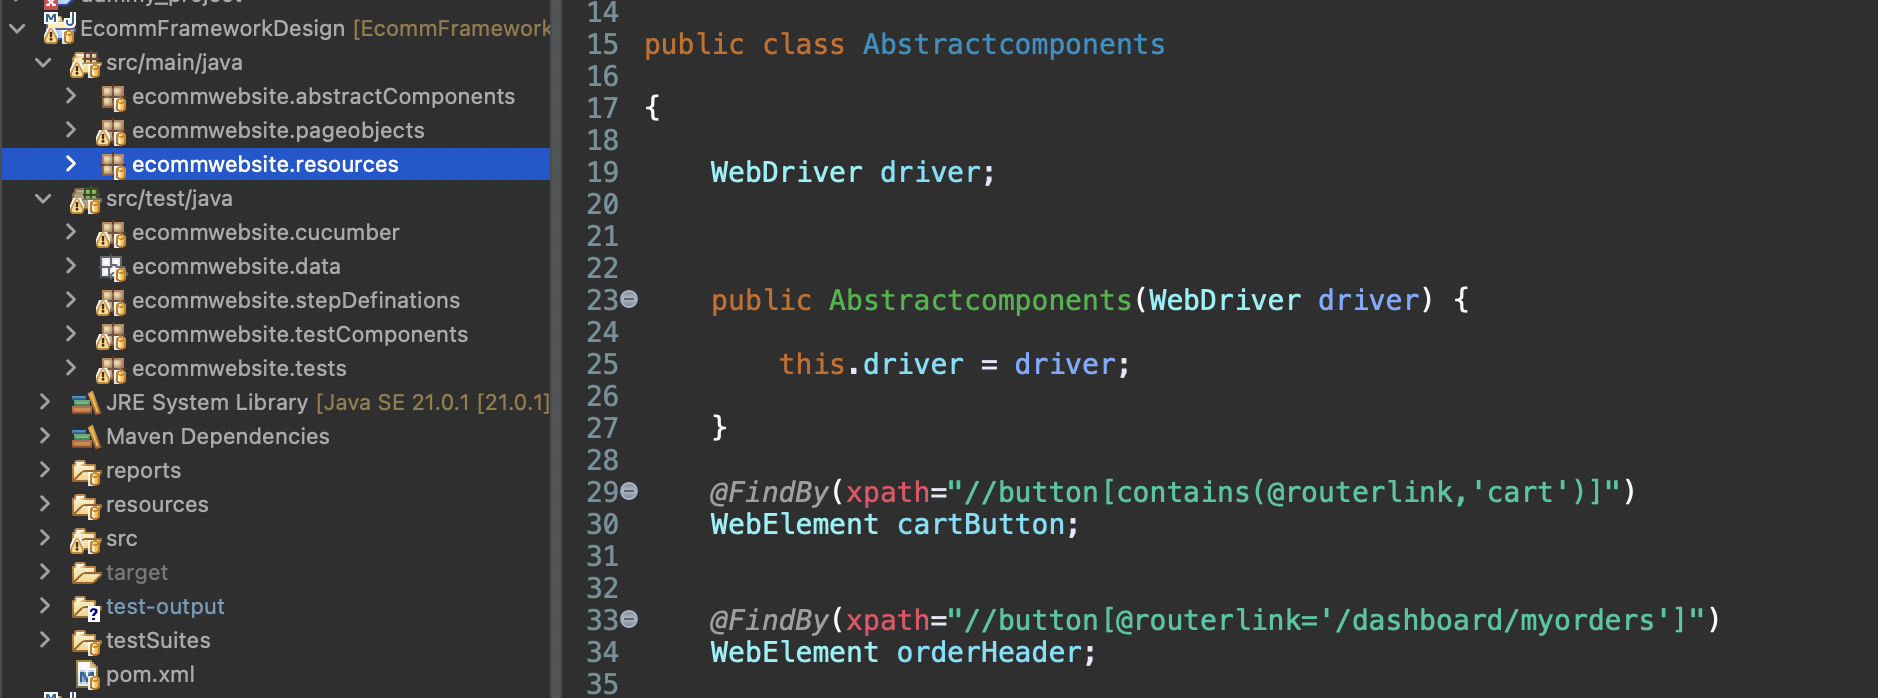 dummy_project
EcommFrameworkDesign [EcommFramework
src/main/java
ecommwebsite.abstractComponents
ecommwebsite.pageobjects
ecommwebsite.resources
src/test/java
ecommwebsite.cucumber
ecommwebsite.data
ecommwebsite.stepDefinations
ecommwebsite.testComponents
ecommwebsite.tests
JRE System Library [Java SE 21.0.1 [21.0.1]
Maven Dependencies
reports
resources
src
target
test-output
testSuites
pom.xml
14
15 public class Abstractcomponents
16
17 {
18
19 WebDriver driver;
20
21
22
23 public Abstractcomponents(WebDriver driver) {
24
25 this.driver = driver;
26
27 }
28
29 @FindBy(xpath="//button[contains(@routerlink,'cart')]")
30 WebElement cartButton;
31
32
33 @FindBy(xpath="//button[@routerlink='/dashboard/myorders']")
34 WebElement orderHeader;
35